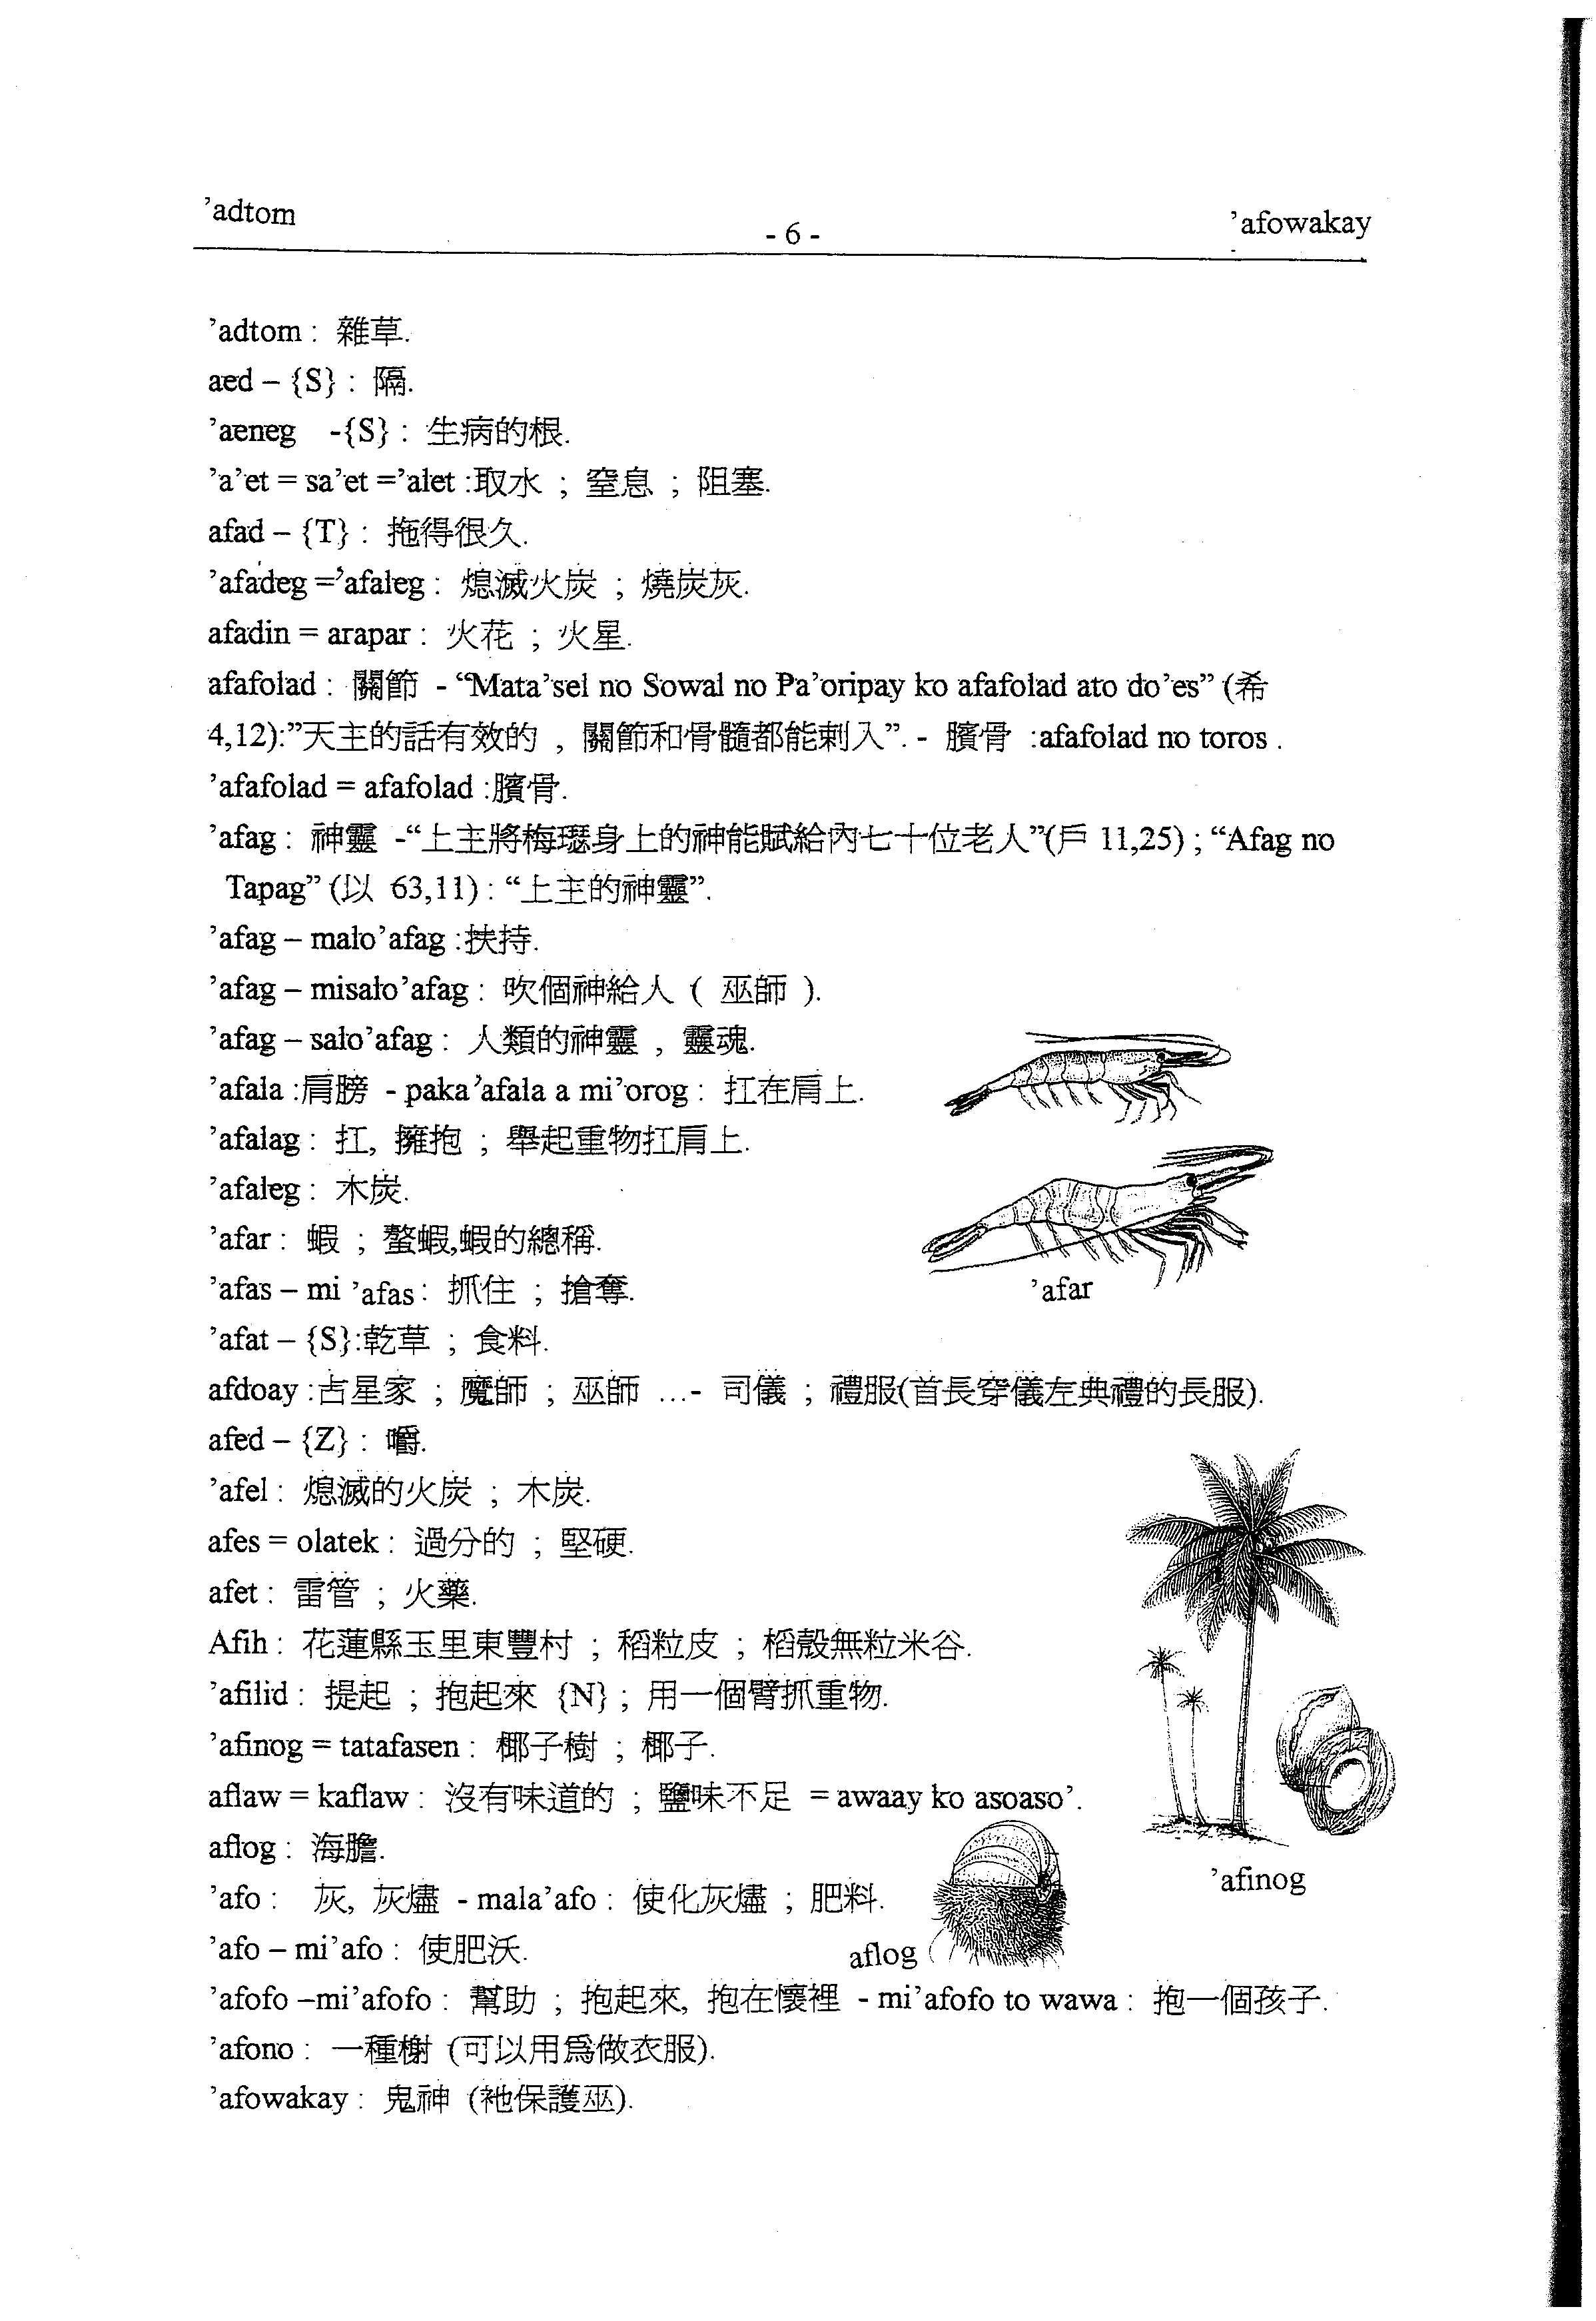 ’adtom
- 6 -
’afowakay
’adtom : 雜草.
aed – {S} : 隔.
’aeneg -{S} : 生病的根.
’a’et = sa’et =’alet :取水 ; 窒息 ; 阻塞.
afad – {T} : 拖得很久.
’afadeg =’afaleg : 熄滅火炭 ; 燒炭灰.
afadin = arapar : 火花 ; 火星.
afafolad : 關節 - “Mata’sel no Sowal no Pa’oripay ko afafolad ato do’es” (希
4,12):”天主的話有效的 , 關節和骨髓都能刺入”. - 臏骨 :afafolad no toros .
’afafolad = afafolad :臏骨.
’afag : 神靈 -“上主將梅瑟身上的神能賦給內七十位老人”(戶 11,25) ; “Afag no
Tapag” (以 63,11) : “上主的神靈”.
’afag – malo’afag :扶持.
’afag – misalo’afag : 吹個神給人 ( 巫師 ).
’afag – salo’afag : 人類的神靈 , 靈魂.
’afala :肩膀 - paka’afala a mi’orog : 扛在肩上.
’afalag : 扛, 擁抱 ; 舉起重物扛肩上.
’afaleg : 木炭.
’afar : 蝦 ; 螯蝦,蝦的總稱.
’afar
’afas – mi ’afas : 抓住 ; 搶奪.
’afat – {S}:乾草 ; 食料.
afdoay :占星家 ; 魔師 ; 巫師 ...- 司儀 ; 禮服(首長穿儀左典禮的長服).
afed – {Z} : 嚼.
’afel : 熄滅的火炭 ; 木炭.
afes = olatek : 過分的 ; 堅硬.
afet : 雷管 ; 火藥.
Afih : 花蓮縣玉里東豐村 ; 稻粒皮 ; 稻殼無粒米谷.
’afilid : 提起 ; 抱起來 {N} ; 用一個臂抓重物.
’afinog = tatafasen : 椰子樹 ; 椰子.
aflaw = kaflaw : 沒有味道的 ; 鹽味不足 = awaay ko asoaso’.
aflog : 海膽.
’afinog
’afo : 灰, 灰燼 - mala’afo : 使化灰燼 ; 肥料.
’afo – mi’afo : 使肥沃.
aflog
’afofo –mi’afofo : 幫助 ; 抱起來, 抱在懷裡 - mi’afofo to wawa : 抱一個孩子.
’afono : 一種榭 (可以用爲做衣服).
’afowakay : 鬼神 (祂保護巫).